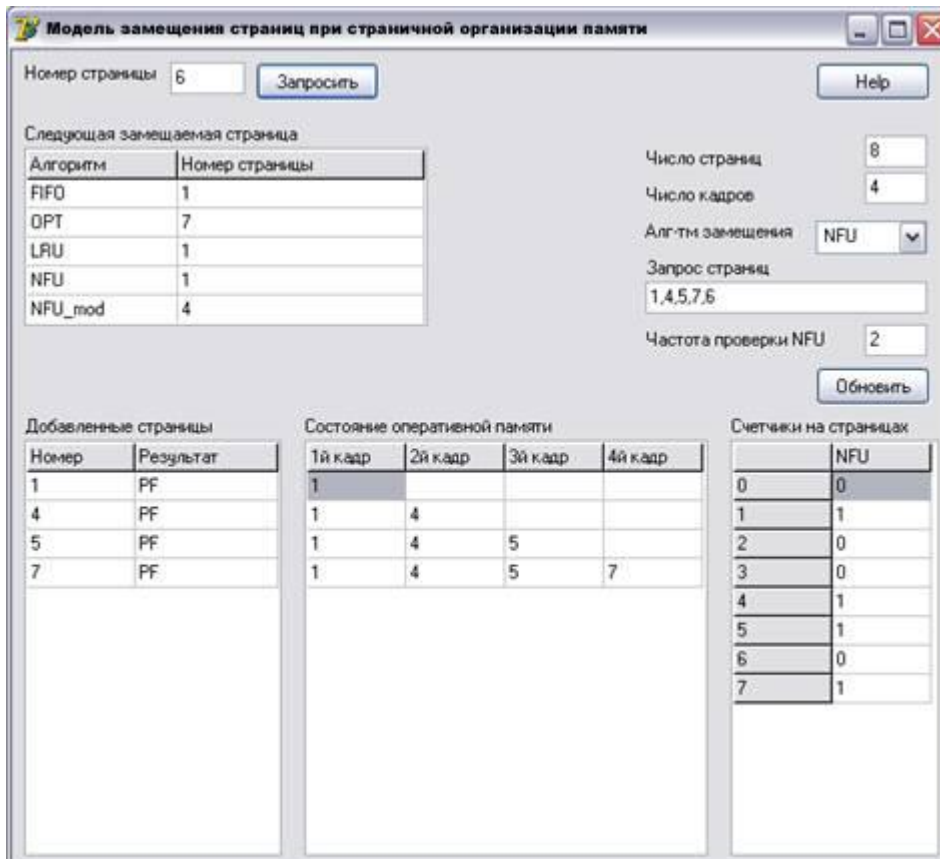 Модель замещения страниц при страничной организации памяти
Номер страницы 6 Запросить Help
Следующая замещаемая страница
Алгоритм Номер страницы
FIFO 1
OPT 7
LRU 1
NFU 1
NFU_mod 4
Число страниц 8
Число кадров 4
Алг-тм замещения NFU
Запрос страниц
1,4,5,7,6
Частота проверки NFU 2
Обновить
Добавленные страницы
Номер Результат
1 PF
4 PF
5 PF
7 PF
Состояние оперативной памяти
1й кадр 2й кадр 3й кадр 4й кадр
1
1 4
1 4 5
1 4 5 7
Счетчики на страницах
NFU
0 0
1 1
2 0
3 0
4 1
5 1
6 0
7 1